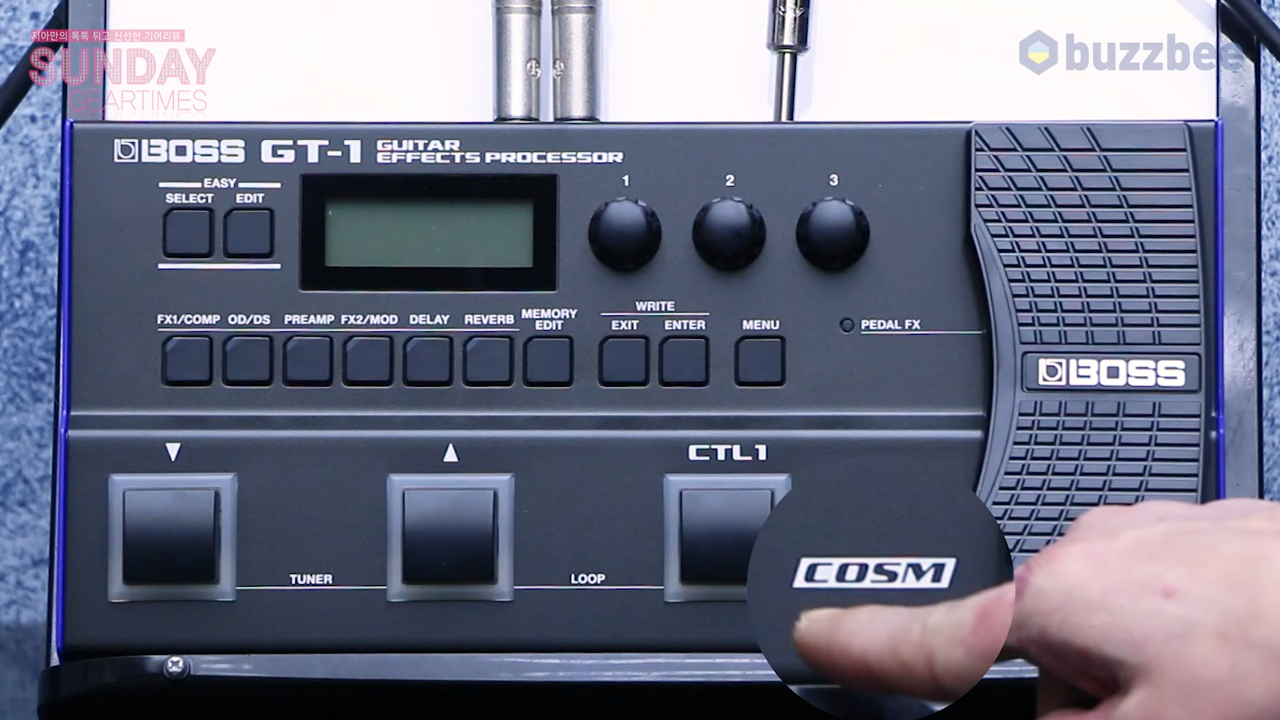 지아만의 톡톡 튀고 신선한 기어리뷰
SUNDAY
GEARTIMES
buzzbee
BOSS GT-1 GUITAR
EFFECTS PROCESSOR
EASY
SELECT EDIT
1 2 3
WRITE
FX1/COMP OD/DS PREAMP FX2/MOD DELAY REVERB MEMORY
EDIT
EXIT ENTER MENU
PEDAL FX
BOSS
▼ ▲ CTL1
TUNER LOOP
COSM